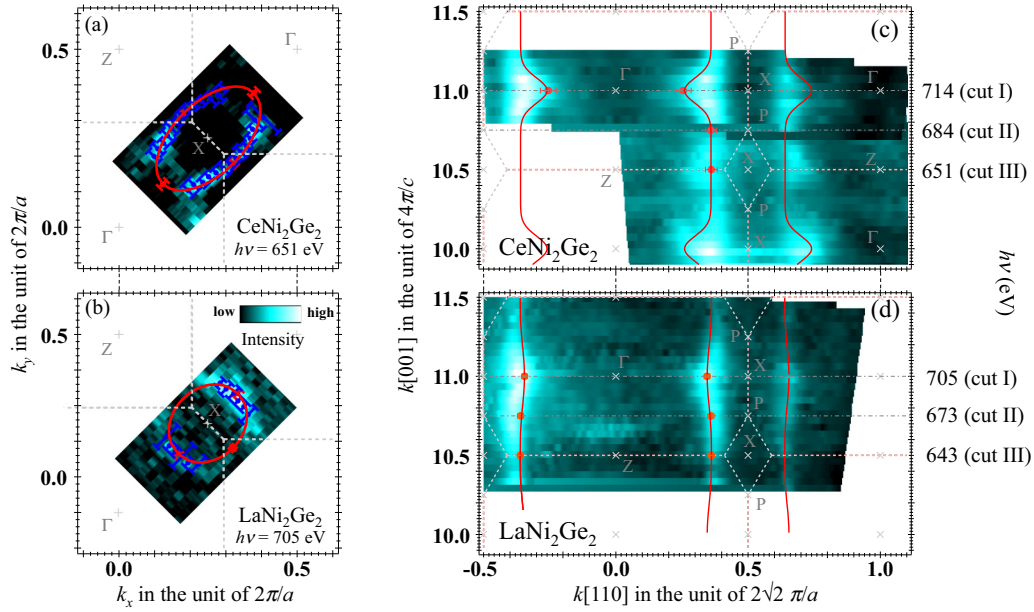 (a)
0.5
Z
Γ
X
0.0
Γ
CeNi2Ge2
hν = 651 eV
(b)
low
high
Intensity
0.5
Z
X
0.0
Γ
LaNi2Ge2
hν = 705 eV
0.0
0.5
kx in the unit of 2π/a
ky in the unit of 2π/a
11.5
P
(c)
Γ
X
Γ
11.0
714 (cut I)
P
684 (cut II)
10.5
Z
X
Z
651 (cut III)
P
X
Γ
10.0
CeNi2Ge2
11.5
P
(d)
Γ
X
11.0
705 (cut I)
P
673 (cut II)
X
10.5
Z
643 (cut III)
P
10.0
LaNi2Ge2
-0.5
0.0
0.5
1.0
k[110] in the unit of 2√2 π/a
k[001] in the unit of 4π/c
hν (eV)